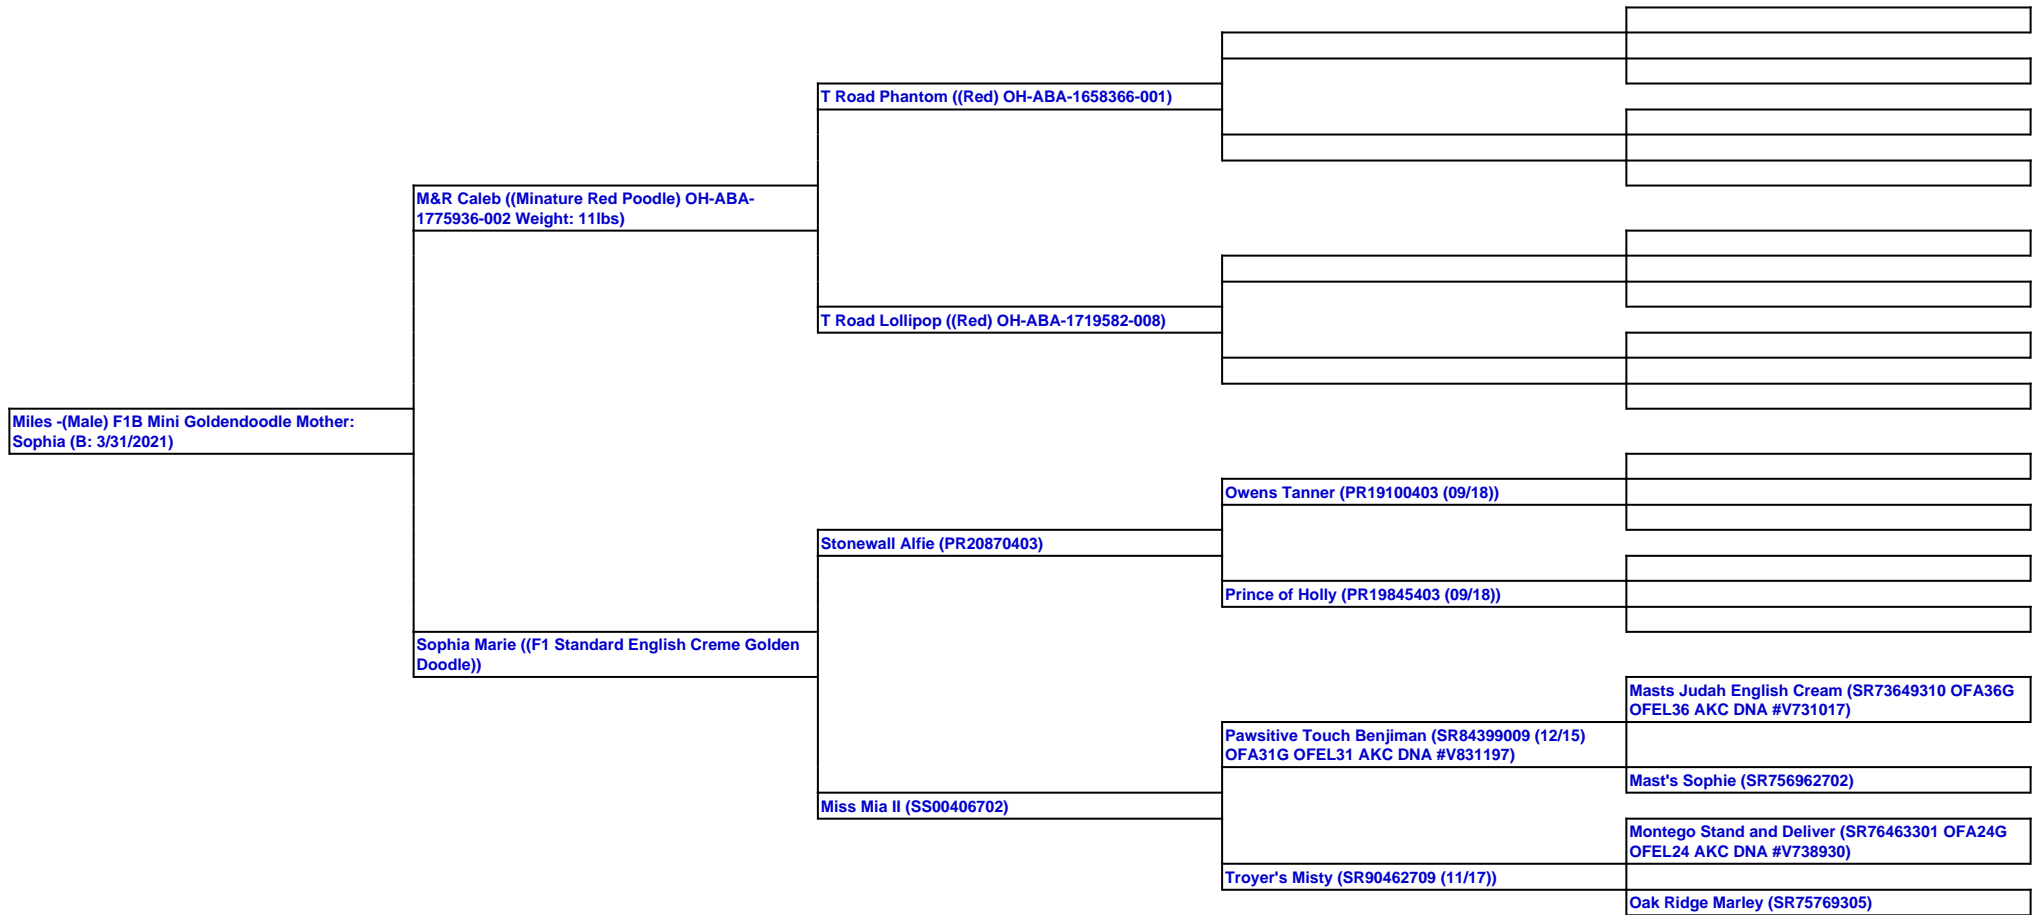 T Road Phantom ((Red) OH-ABA-1658366-001)
M&R Caleb ((Minature Red Poodle) OH-ABA-
1775936-002 Weight: 11lbs)
T Road Lollipop ((Red) OH-ABA-1719582-008)
Miles -(Male) F1B Mini Goldendoodle Mother:
Sophia (B: 3/31/2021)
Owens Tanner (PR19100403 (09/18))
Stonewall Alfie (PR20870403)
Prince of Holly (PR19845403 (09/18))
Sophia Marie ((F1 Standard English Creme Golden
Doodle))
Masts Judah English Cream (SR73649310 OFA36G
OFEL36 AKC DNA #V731017)
Pawsitive Touch Benjiman (SR84399009 (12/15)
OFA31G OFEL31 AKC DNA #V831197)
Mast's Sophie (SR756962702)
Miss Mia II (SS00406702)
Montego Stand and Deliver (SR76463301 OFA24G
OFEL24 AKC DNA #V738930)
Troyer's Misty (SR90462709 (11/17))
Oak Ridge Marley (SR75769305)